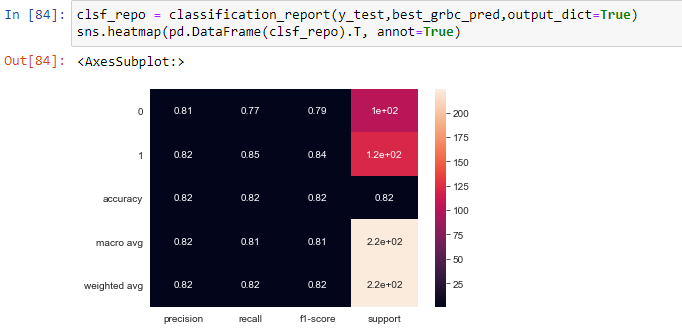 In [84]: clsf_repo = classification_report(y_test,best_grbc_pred,output_dict=True)
sns.heatmap(pd.DataFrame(clsf_repo).T, annot=True)
Out[84]: <AxesSubplot:>
0 0.81 0.77 0.79 1e+02
1 0.82 0.85 0.84 1.2e+02
accuracy 0.82 0.82 0.82 0.82
macro avg 0.82 0.81 0.81 2.2e+02
weighted avg 0.82 0.82 0.82 2.2e+02
precision recall f1-score support
200
175
150
125
100
75
50
25